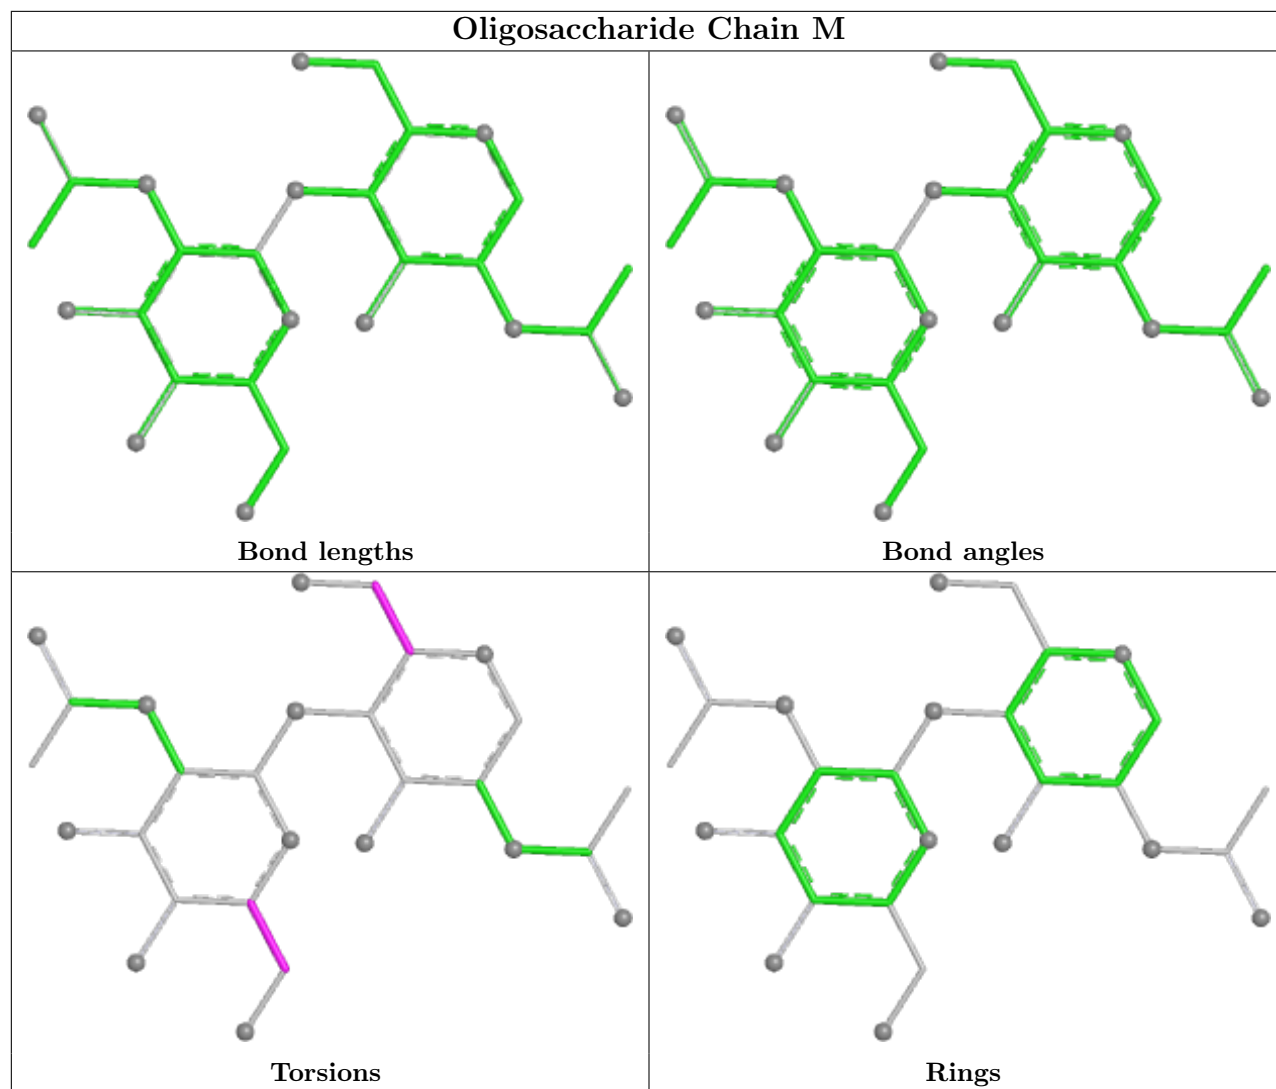 Oligosaccharide Chain M
Bond lengths
Bond angles
Torsions
Rings